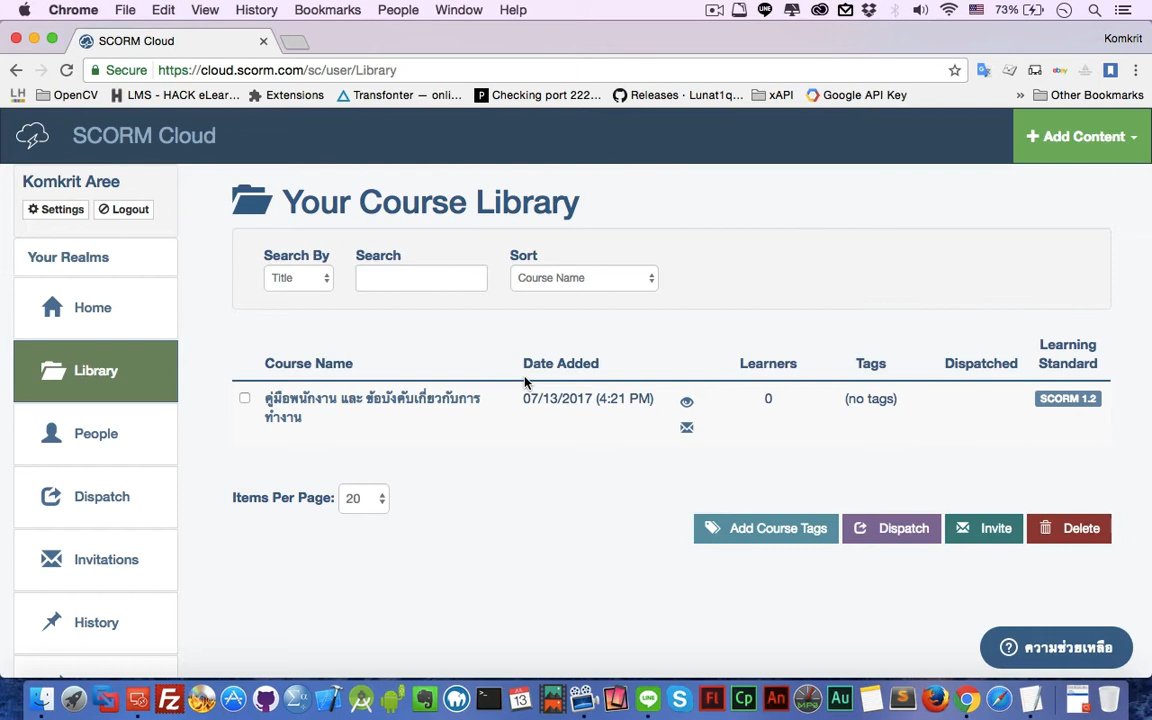 Chrome File Edit View History Bookmarks People Window Help 73%
SCORM Cloud Komkrit
Secure https://cloud.scorm.com/sc/user/Library
LH OpenCV LMS - HACK eLear... Extensions Transfonter — onli... Checking port 222... Releases · Lunat1q... xAPI Google API Key » Other Bookmarks
SCORM Cloud
Add Content
Komkrit Aree
Settings Logout
Your Realms
Home
Library
People
Dispatch
Invitations
History
Your Course Library
Search By Search Sort
Title Course Name
Course Name Date Added Learners Tags Dispatched Learning Standard
คู่มือพนักงาน และ ข้อบังคับเกี่ยวกับการ 07/13/2017 (4:21 PM) 0 (no tags) SCORM 1.2
ทำงาน
Items Per Page: 20
Add Course Tags Dispatch Invite Delete
ความช่วยเหลือ